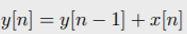 y[n] = y[n − 1] + x[n]